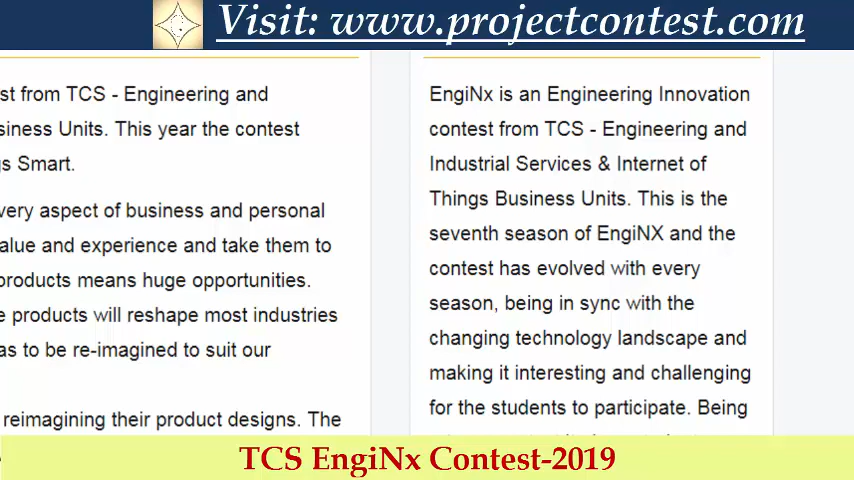 Visit: www.projectcontest.com
st from TCS - Engineering and
siness Units. This year the contest
gs Smart.
very aspect of business and personal
alue and experience and take them to
products means huge opportunities.
e products will reshape most industries
as to be re-imagined to suit our
reimagining their product designs. The
EngiNx is an Engineering Innovation
contest from TCS - Engineering and
Industrial Services & Internet of
Things Business Units. This is the
seventh season of EngiNX and the
contest has evolved with every
season, being in sync with the
changing technology landscape and
making it interesting and challenging
for the students to participate. Being
TCS EngiNx Contest-2019